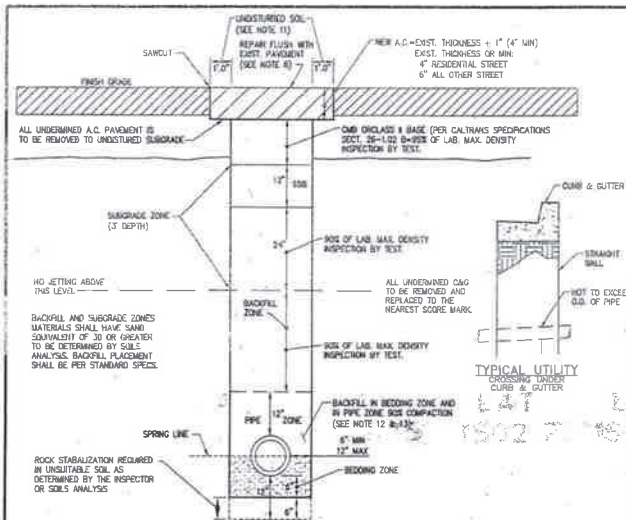 UNDISTURBED SOIL
(SEE NOTE 11)
REPAIR FLUSH WITH
EXIST. PAVEMENT
(SEE NOTE 8)
1'.0"
1'.0"
SAWCUT
NEW A.C.=EXIST. THICKNESS + 1" (4" MIN)
EXIST. THICKNESS OR MIN:
4" RESIDENTIAL STREET
6" ALL OTHER STREET
FINISH GRADE
ALL UNDERMINED A.C. PAVEMENT IS
TO BE REMOVED TO UNDISTURED SUBGRADE
CMB ORCLASS II BASE (PER CALTRANS SPECIFICATIONS
SECT. 26-1.02 B=95% OF LAB. MAX. DENSITY
INSPECTION BY TEST.
12"
CURB & GUTTER
SUBGRADE ZONE
(3' DEPTH)
24"
90% OF LAB. MAX. DENSITY
INSPECTION BY TEST.
STRAIGHT
WALL
NO JETTING ABOVE
THIS LEVEL
ALL UNDERMINED C&G
TO BE REMOVED AND
REPLACED TO THE
NEAREST SCORE MARK.
NOT TO EXCEED
O.D. OF PIPE
BACKFILL
ZONE
BACKFILL AND SUBGRADE ZONES
MATERIALS SHALL HAVE SAND
EQUIVALENT OF 30 OR GREATER
TO BE DETERMINED BY SOILS
ANALYSIS. BACKFILL PLACEMENT
SHALL BE PER STANDARD SPECS.
90% OF LAB. MAX. DENSITY
INSPECTION BY TEST.
TYPICAL UTILITY
CROSSING UNDER
CURB & GUTTER
PIPE
12"
ZONE
BACKFILL IN BEDDING ZONE AND
IN PIPE ZONE 90% COMPACTION
(SEE NOTE 12 & 13)
SPRING LINE
6" MIN
12" MAX
BEDDING ZONE
ROCK STABALIZATION REQUIRED
IN UNSUITABLE SOIL AS
DETERMINED BY THE INSPECTOR
OR SOILS ANALYSIS
6"